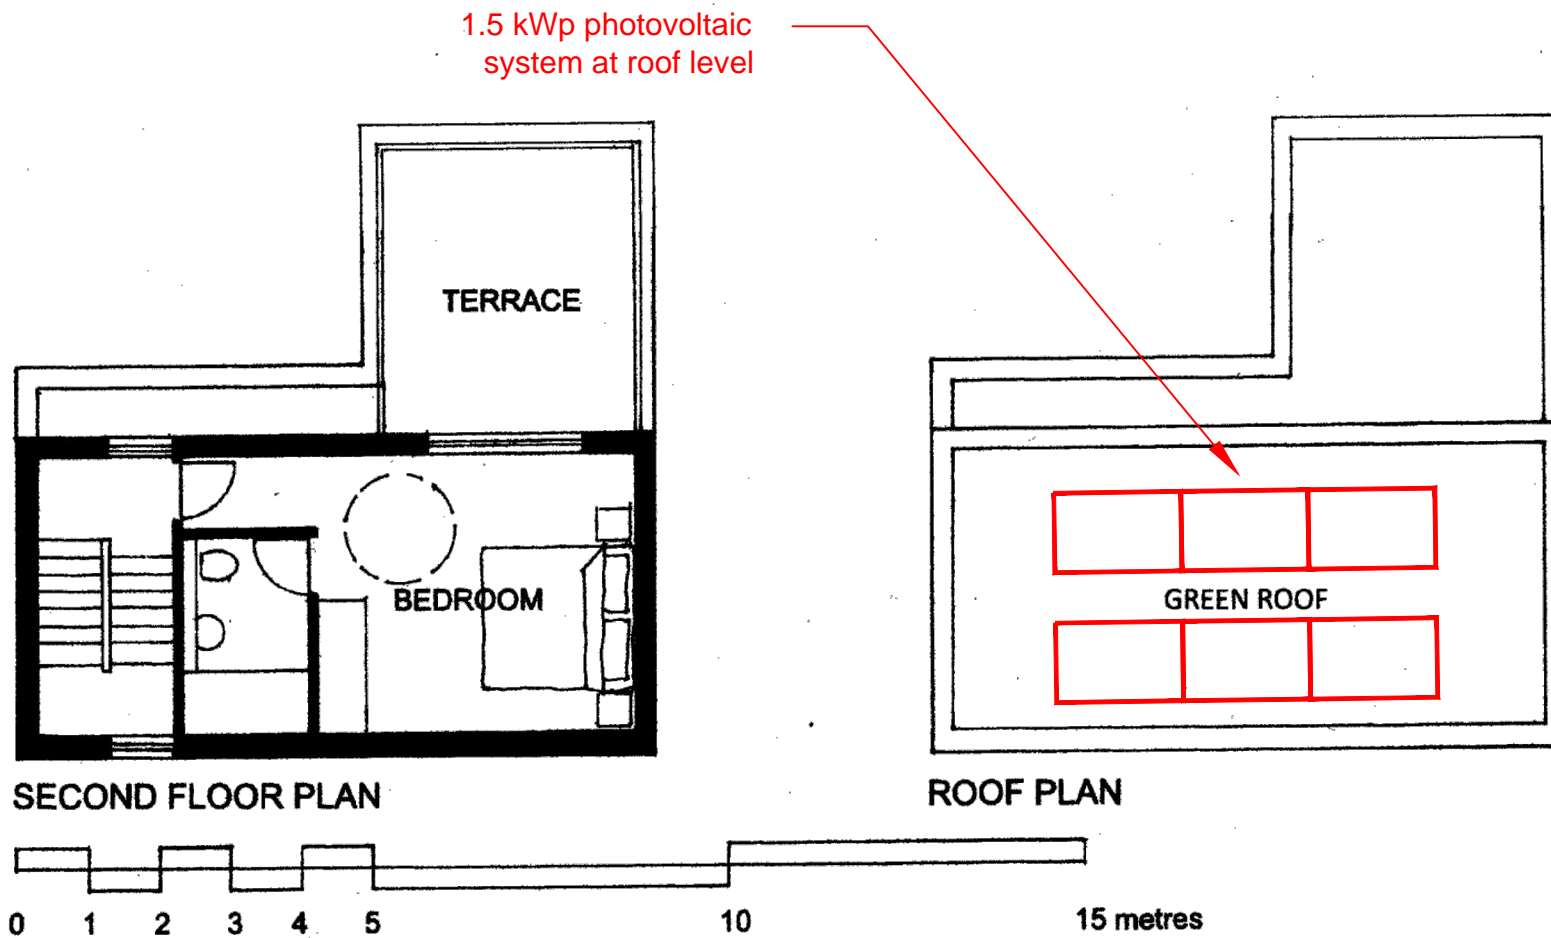 1.5 kWp photovoltaic
system at roof level
TERRACE
BEDROOM
GREEN ROOF
SECOND FLOOR PLAN
ROOF PLAN
0 1 2 3 4 5 10 15 metres